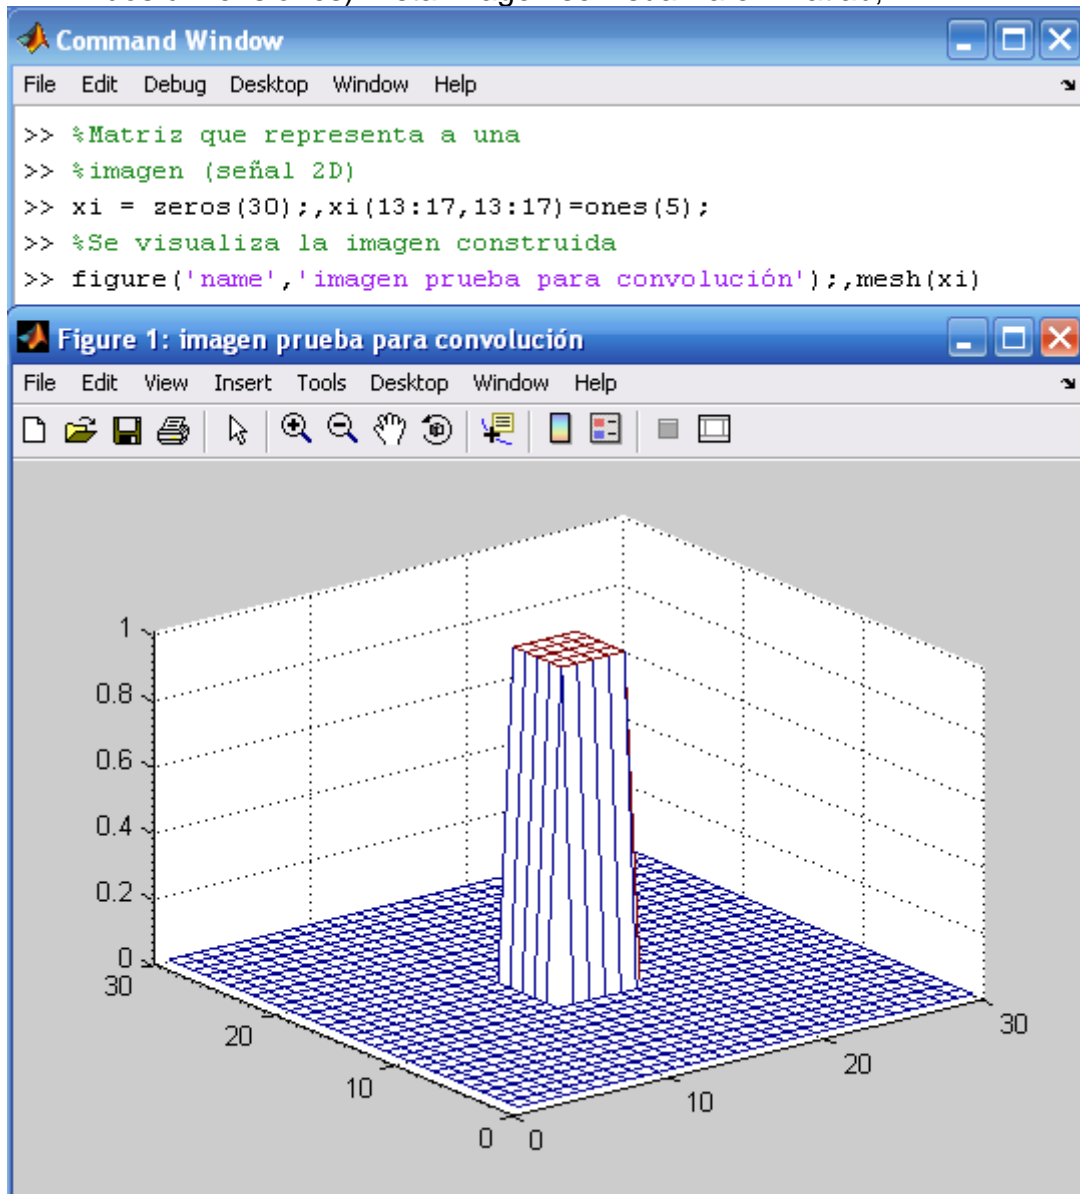 Command Window
File Edit Debug Desktop Window Help
>> %Matriz que representa a una
>> %imagen (señal 2D)
>> xi = zeros(30);,xi(13:17,13:17)=ones(5);
>> %Se visualiza la imagen construida
>> figure('name','imagen prueba para convolución');,mesh(xi)
Figure 1: imagen prueba para convolución
File Edit View Insert Tools Desktop Window Help
1
0.8
0.6
0.4
0.2
0
30
20
10
0
0
10
20
30